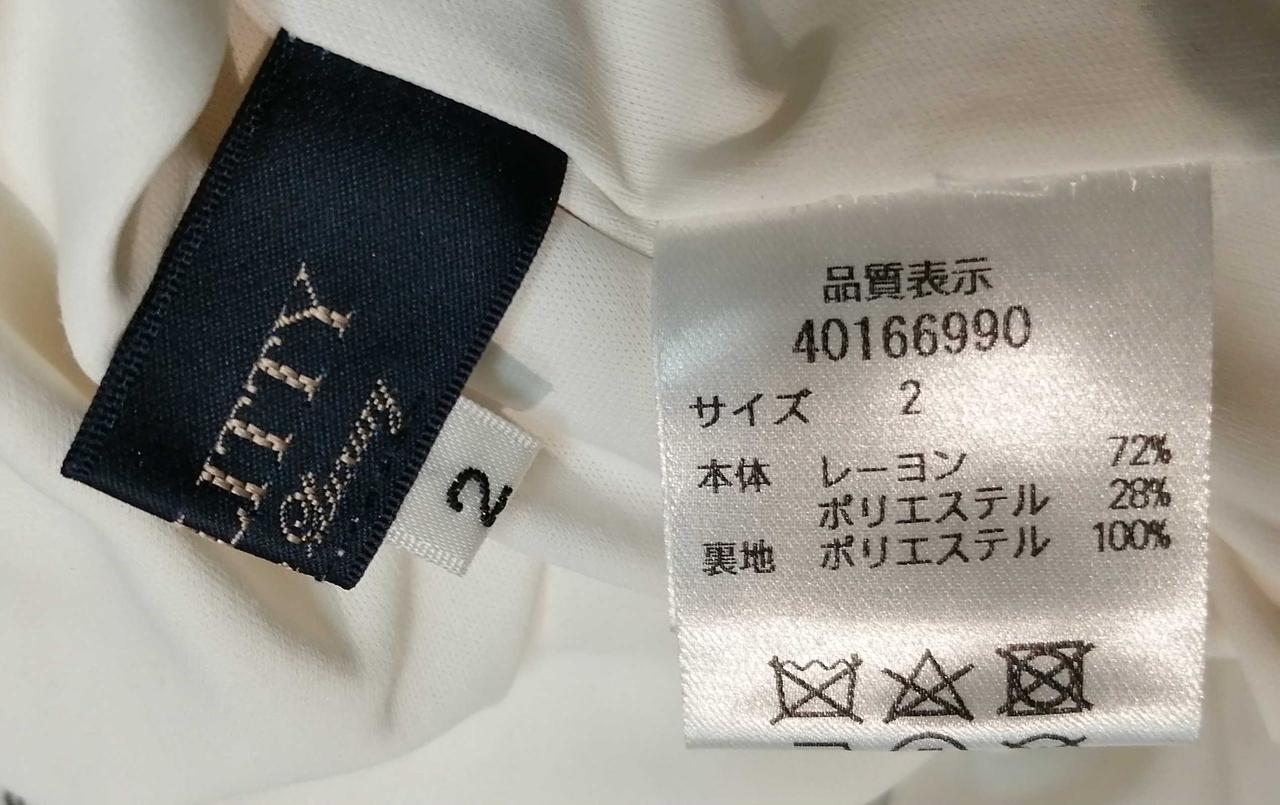 ITTY
2
品質表示
40166990
サイズ 2
本体 レーヨン 72%
ポリエステル 28%
裏地 ポリエステル 100%